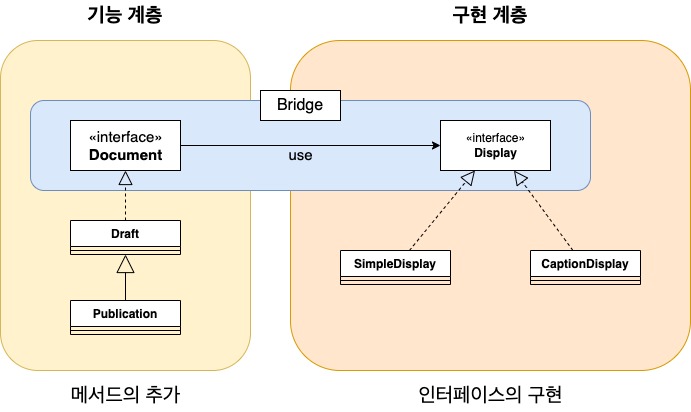 기능 계층
구현 계층
Bridge
«interface»
Document
use
«interface»
Display
Draft
SimpleDisplay
CaptionDisplay
Publication
메서드의 추가
인터페이스의 구현